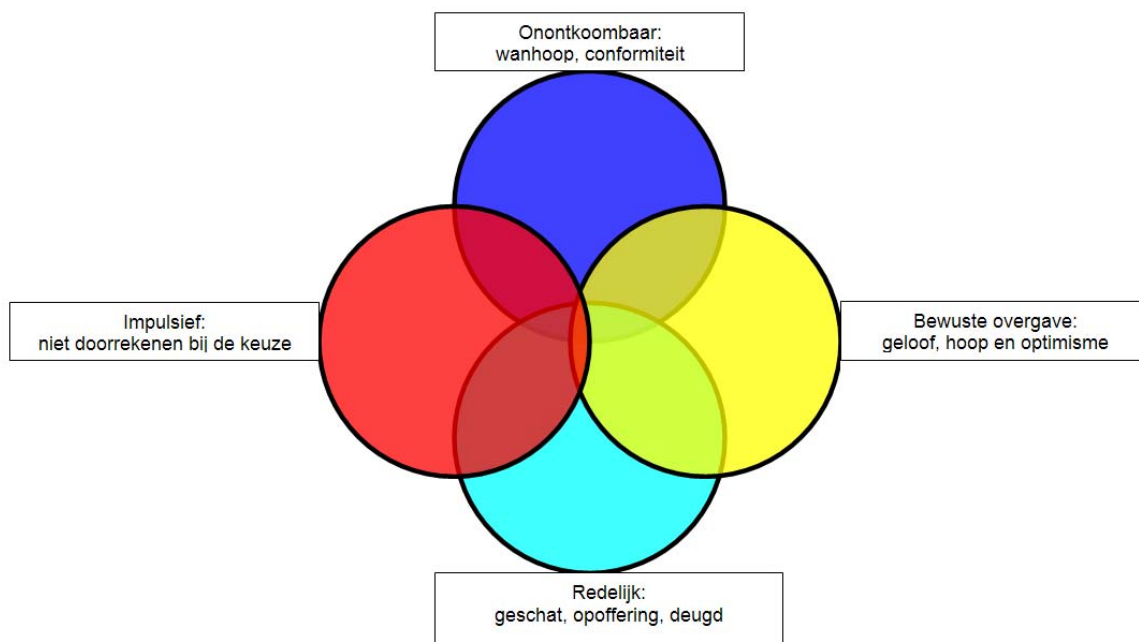 Onontkoombaar:
wanhoop, conformiteit
Impulsief:
niet doorrekenen bij de keuze
Bewuste overgave:
geloof, hoop en optimisme
Redelijk:
geschat, opoffering, deugd